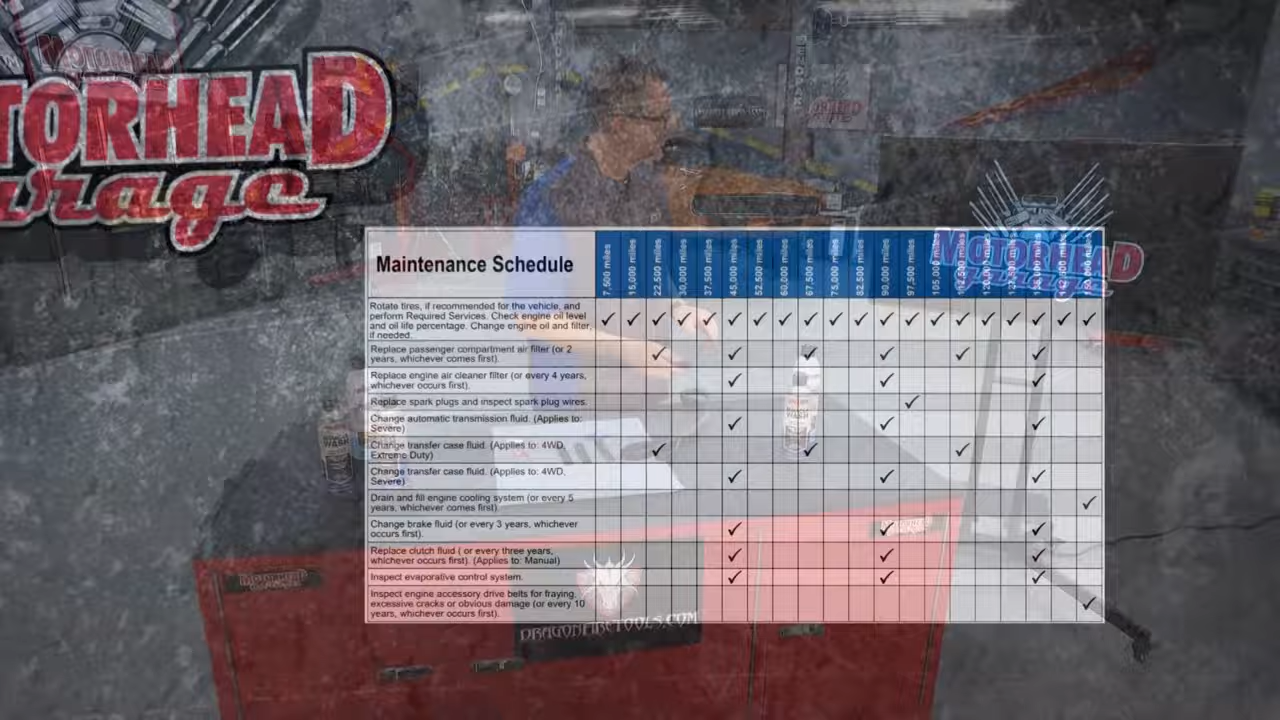 MOTORHEAD
TORHEAD
arage
MOTORHEAD
Garage
Maintenance Schedule
7,500 miles
15,000 miles
22,500 miles
30,000 miles
37,500 miles
45,000 miles
52,500 miles
60,000 miles
67,500 miles
75,000 miles
82,500 miles
90,000 miles
97,500 miles
105,000 miles
112,500 miles
Rotate tires, if recommended for the vehicle, and
perform Required Services. Check engine oil level
and oil life percentage. Change engine oil and filter,
if needed.
Replace passenger compartment air filter (or 2
years, whichever comes first).
Replace engine air cleaner filter (or every 4 years,
whichever occurs first).
Replace spark plugs and inspect spark plug wires.
Change automatic transmission fluid. (Applies to:
Severe)
Change transfer case fluid. (Applies to: 4WD,
Extreme Duty)
Change transfer case fluid. (Applies to: 4WD,
Severe)
Drain and fill engine cooling system (or every 5
years, whichever comes first).
Change brake fluid (or every 3 years, whichever
occurs first).
Replace clutch fluid ( or every three years,
whichever occurs first). (Applies to: Manual)
Inspect evaporative control system.
Inspect engine accessory drive belts for fraying,
excessive cracks or obvious damage (or every 10
years, whichever occurs first).
WASH
MOTORHEAD
DRAGONFIRETOOLS.COM